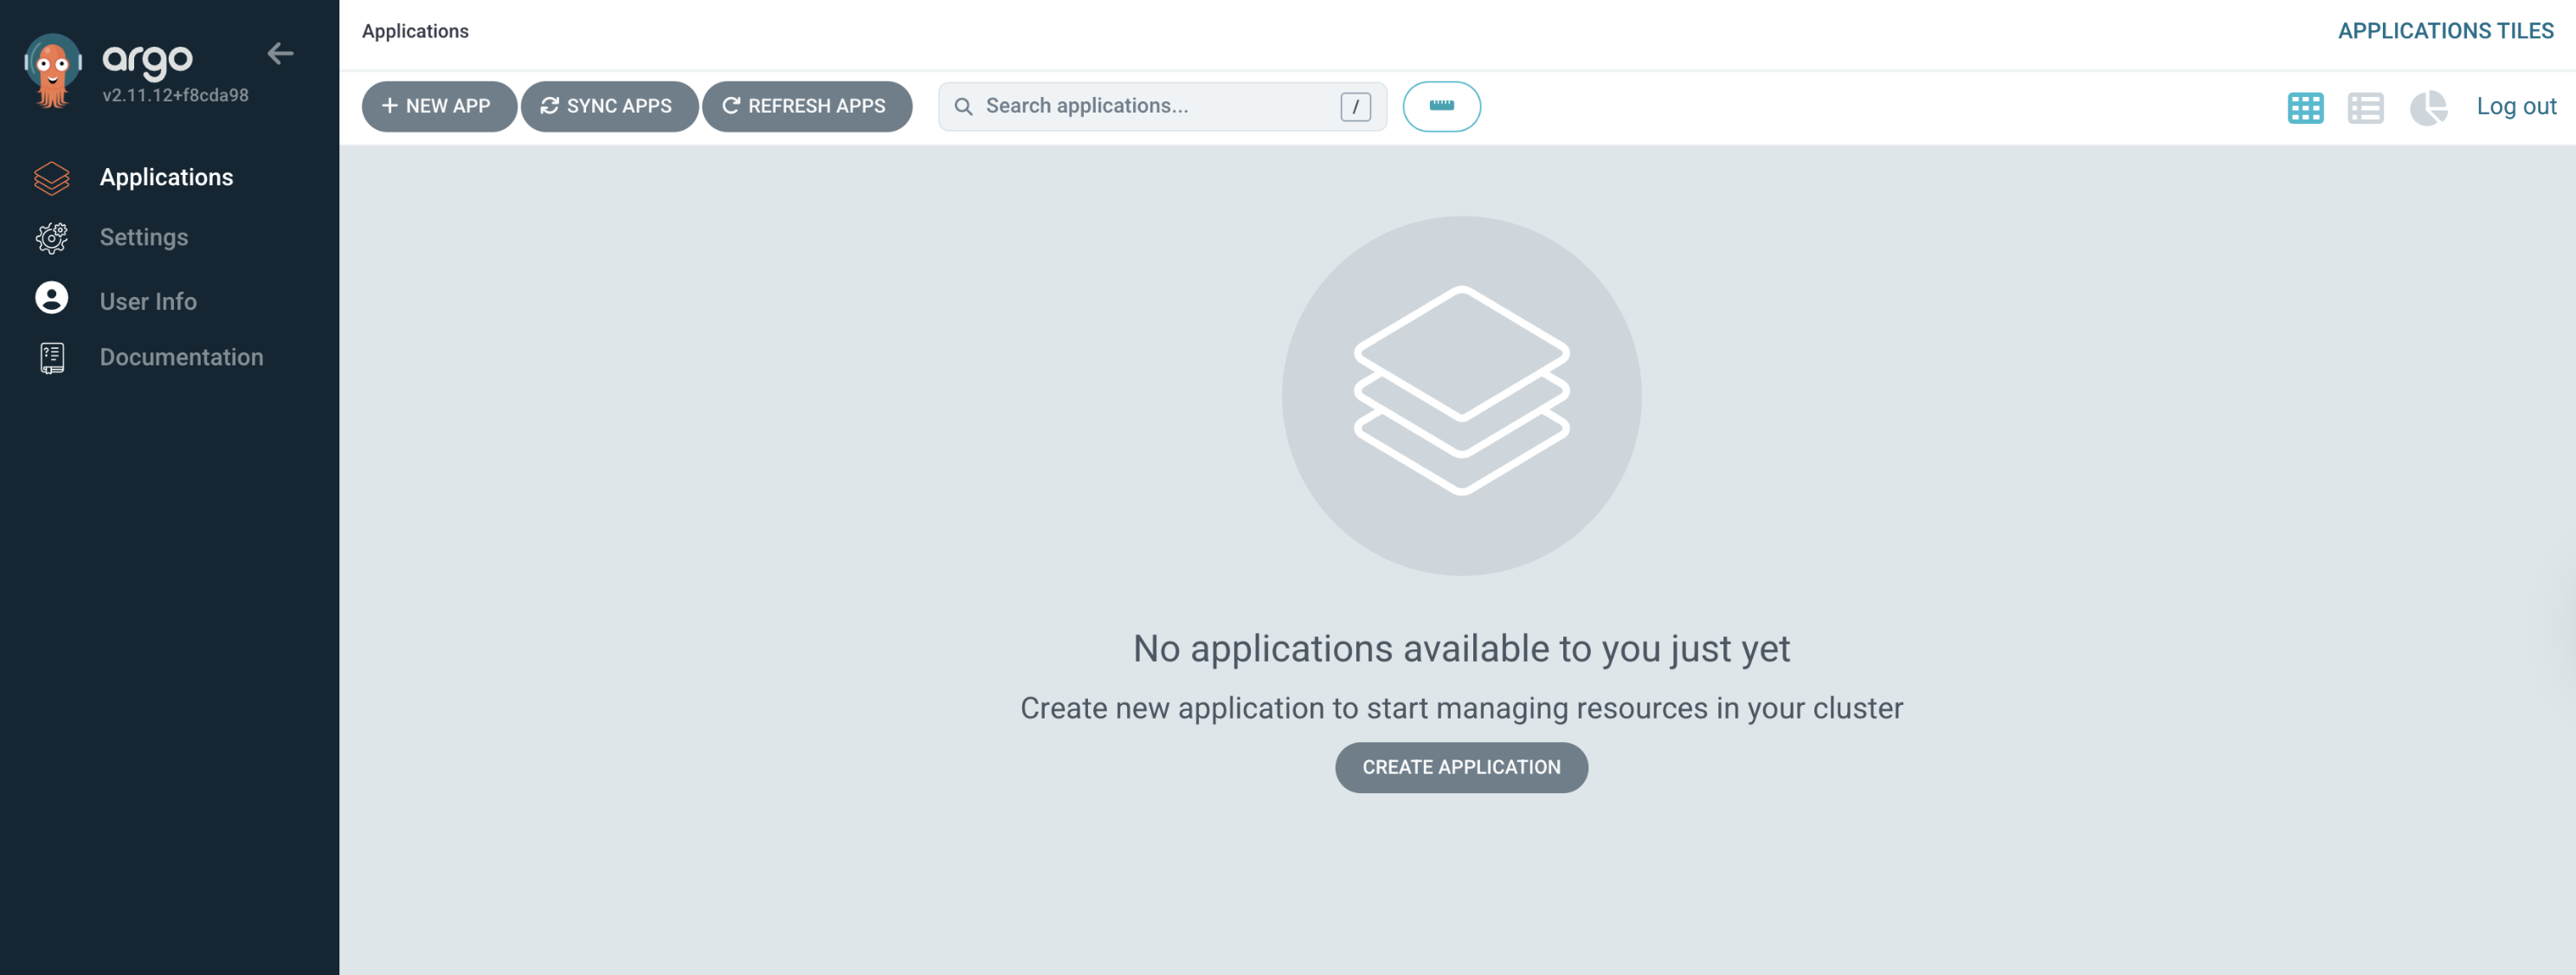 argo
v2.11.12+f8cda98
Applications
Settings
User Info
Documentation
Applications
APPLICATIONS TILES
NEW APP
SYNC APPS
REFRESH APPS
Search applications...
/
Log out
No applications available to you just yet
Create new application to start managing resources in your cluster
CREATE APPLICATION